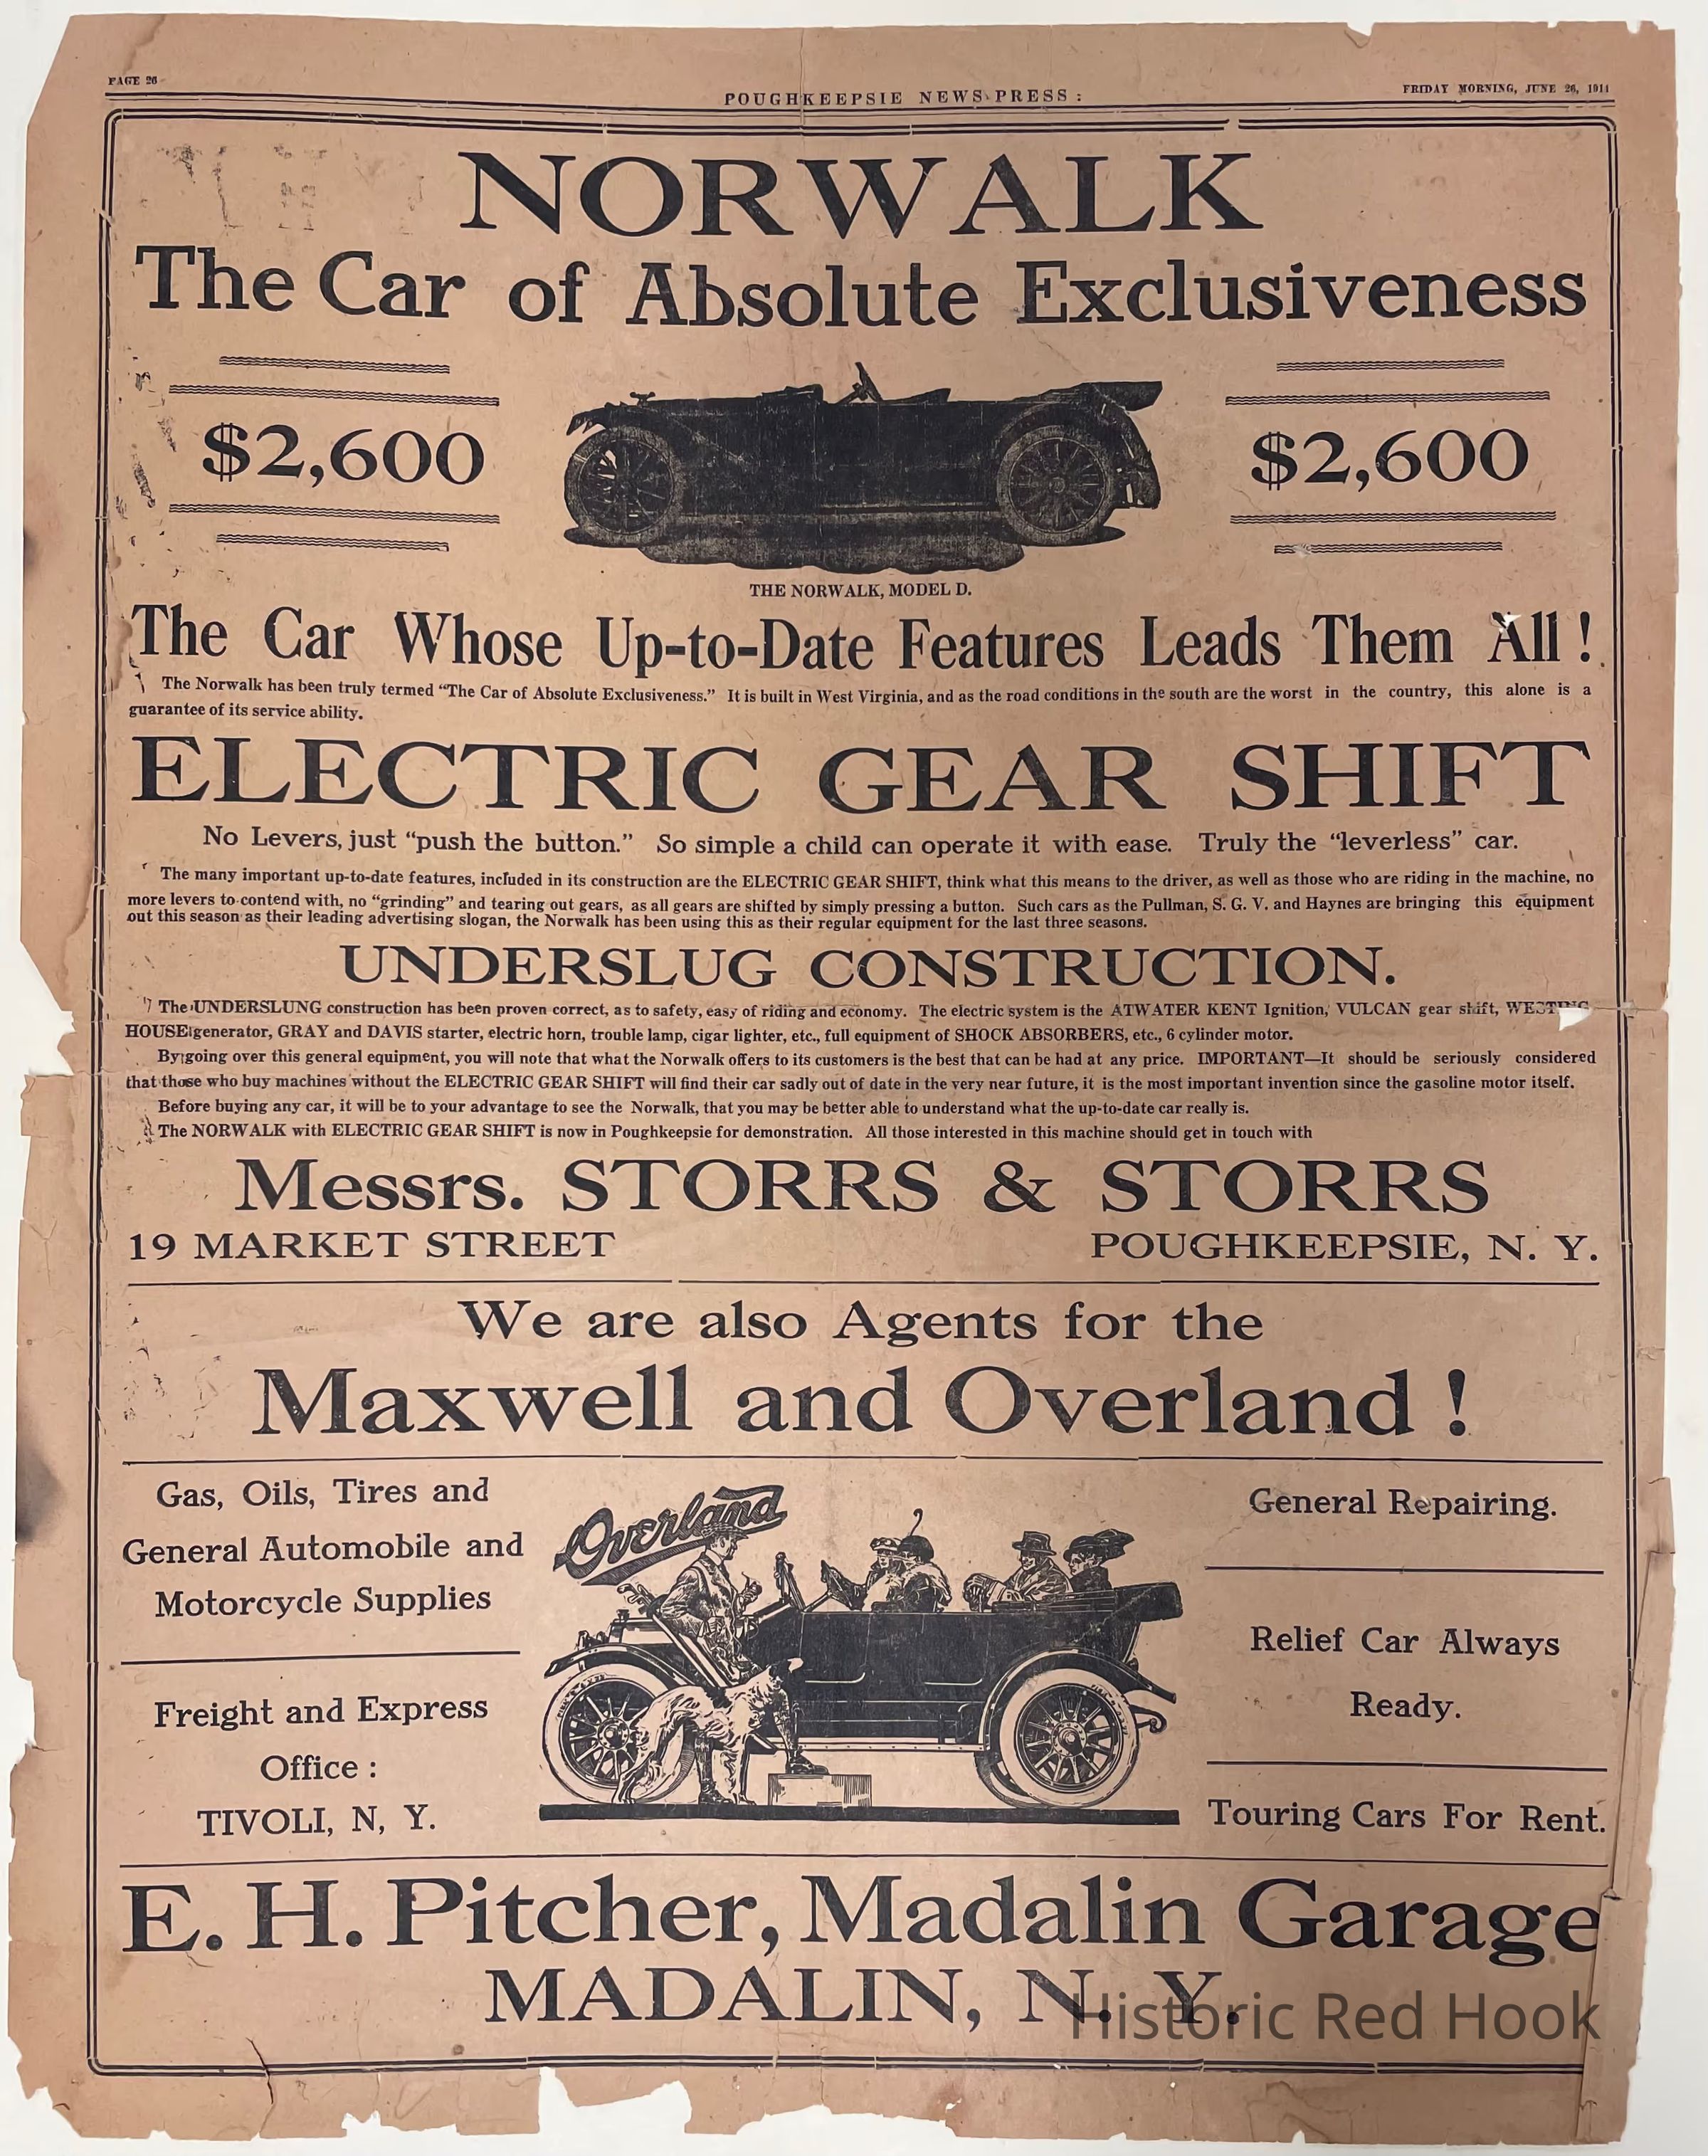 PAGE 26
POUGHKEEPSIE NEWS-PRESS:
FRIDAY MORNING, JUNE 26, 1914
NORWALK
The Car of Absolute Exclusiveness
$2,600
$2,600
THE NORWALK, MODEL D.
The Car Whose Up-to-Date Features Leads Them All!
The Norwalk has been truly termed “The Car of Absolute Exclusiveness.” It is built in West Virginia, and as the road conditions in the south are the worst in the country, this alone is a
guarantee of its service ability.
ELECTRIC GEAR SHIFT
No Levers, just “push the button.” So simple a child can operate it with ease. Truly the “leverless” car.
The many important up-to-date features, included in its construction are the ELECTRIC GEAR SHIFT, think what this means to the driver, as well as those who are riding in the machine, no
more levers to contend with, no “grinding” and tearing out gears, as all gears are shifted by simply pressing a button. Such cars as the Pullman, S. G. V. and Haynes are bringing this equipment
out this season as their leading advertising slogan, the Norwalk has been using this as their regular equipment for the last three seasons.
UNDERSLUG CONSTRUCTION.
The UNDERSLUNG construction has been proven correct, as to safety, easy of riding and economy. The electric system is the ATWATER KENT Ignition, VULCAN gear shift, WESTING
HOUSE generator, GRAY and DAVIS starter, electric horn, trouble lamp, cigar lighter, etc., full equipment of SHOCK ABSORBERS, etc., 6 cylinder motor.
By going over this general equipment, you will note that what the Norwalk offers to its customers is the best that can be had at any price. IMPORTANT—It should be seriously considered
that those who buy machines without the ELECTRIC GEAR SHIFT will find their car sadly out of date in the very near future, it is the most important invention since the gasoline motor itself.
Before buying any car, it will be to your advantage to see the Norwalk, that you may be better able to understand what the up-to-date car really is.
The NORWALK with ELECTRIC GEAR SHIFT is now in Poughkeepsie for demonstration. All those interested in this machine should get in touch with
Messrs. STORRS & STORRS
19 MARKET STREET POUGHKEEPSIE, N. Y.
We are also Agents for the
Maxwell and Overland!
Gas, Oils, Tires and
General Automobile and
Motorcycle Supplies
Freight and Express
Office:
TIVOLI, N, Y.
Overland
General Repairing.
Relief Car Always
Ready.
Touring Cars For Rent.
E. H. Pitcher, Madalin Garage
MADALIN, N. Y.
Historic Red Hook